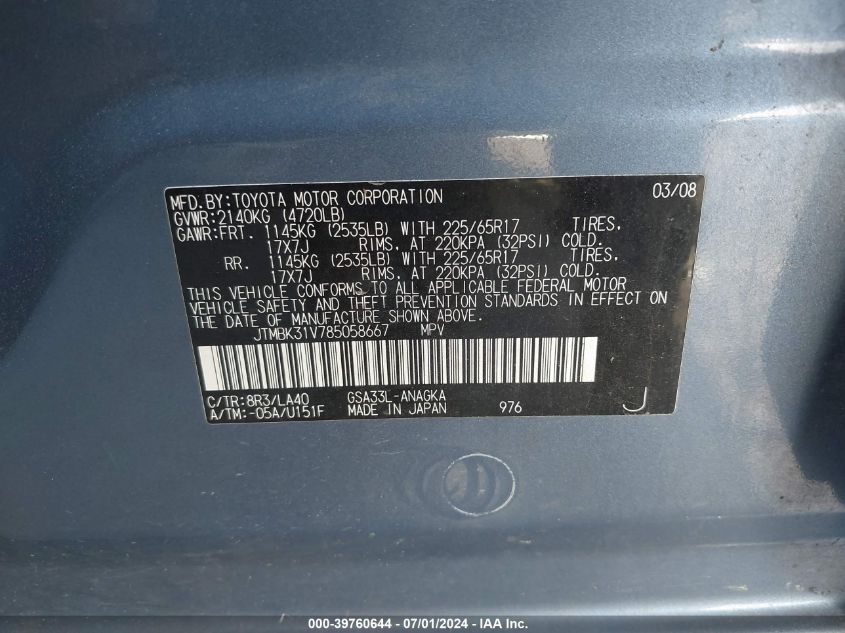 MFD.BY:TOYOTA MOTOR CORPORATION 03/08
GVWR:2140KG (4720LB)
GAWR:FRT. 1145KG (2535LB) WITH 225/65R17 TIRES.
17X7J RIMS. AT 220KPA (32PSI) COLD.
RR. 1145KG (2535LB) WITH 225/65R17 TIRES.
17X7J RIMS. AT 220KPA (32PSI) COLD.
THIS VEHICLE CONFORMS TO ALL APPLICABLE FEDERAL MOTOR
VEHICLE SAFETY AND THEFT PREVENTION STANDARDS IN EFFECT ON
THE DATE OF MANUFACTURE SHOWN ABOVE.
JTMBK31V785058667 MPV
C/TR:8R3/LA40 GSA33L-ANAGKA
A/TM:-05A/U151F MADE IN JAPAN 976 J
000-39760644 / 07/01/2024 - IAA Inc.